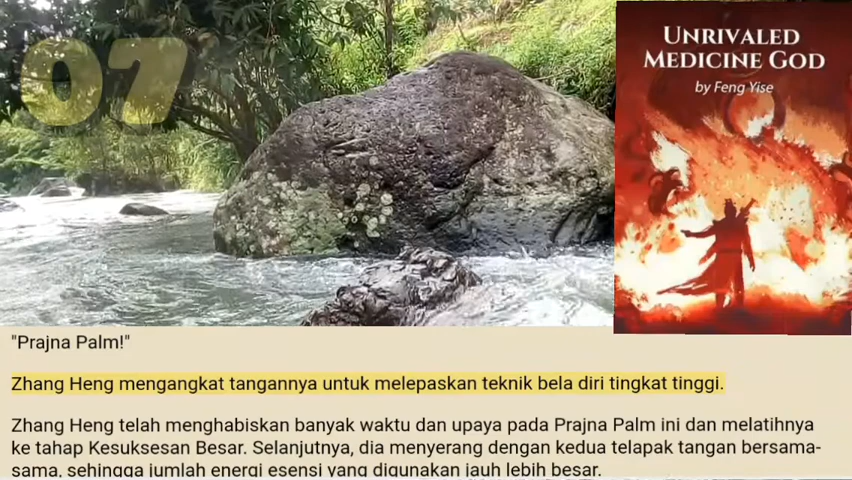 07
UNRIVALED
MEDICINE GOD
by Feng Yise
"Prajna Palm!"
Zhang Heng mengangkat tangannya untuk melepaskan teknik bela diri tingkat tinggi.
Zhang Heng telah menghabiskan banyak waktu dan upaya pada Prajna Palm ini dan melatihnya
ke tahap Kesuksesan Besar. Selanjutnya, dia menyerang dengan kedua telapak tangan bersama-
sama, sehingga jumlah energi esensi yang digunakan jauh lebih besar.